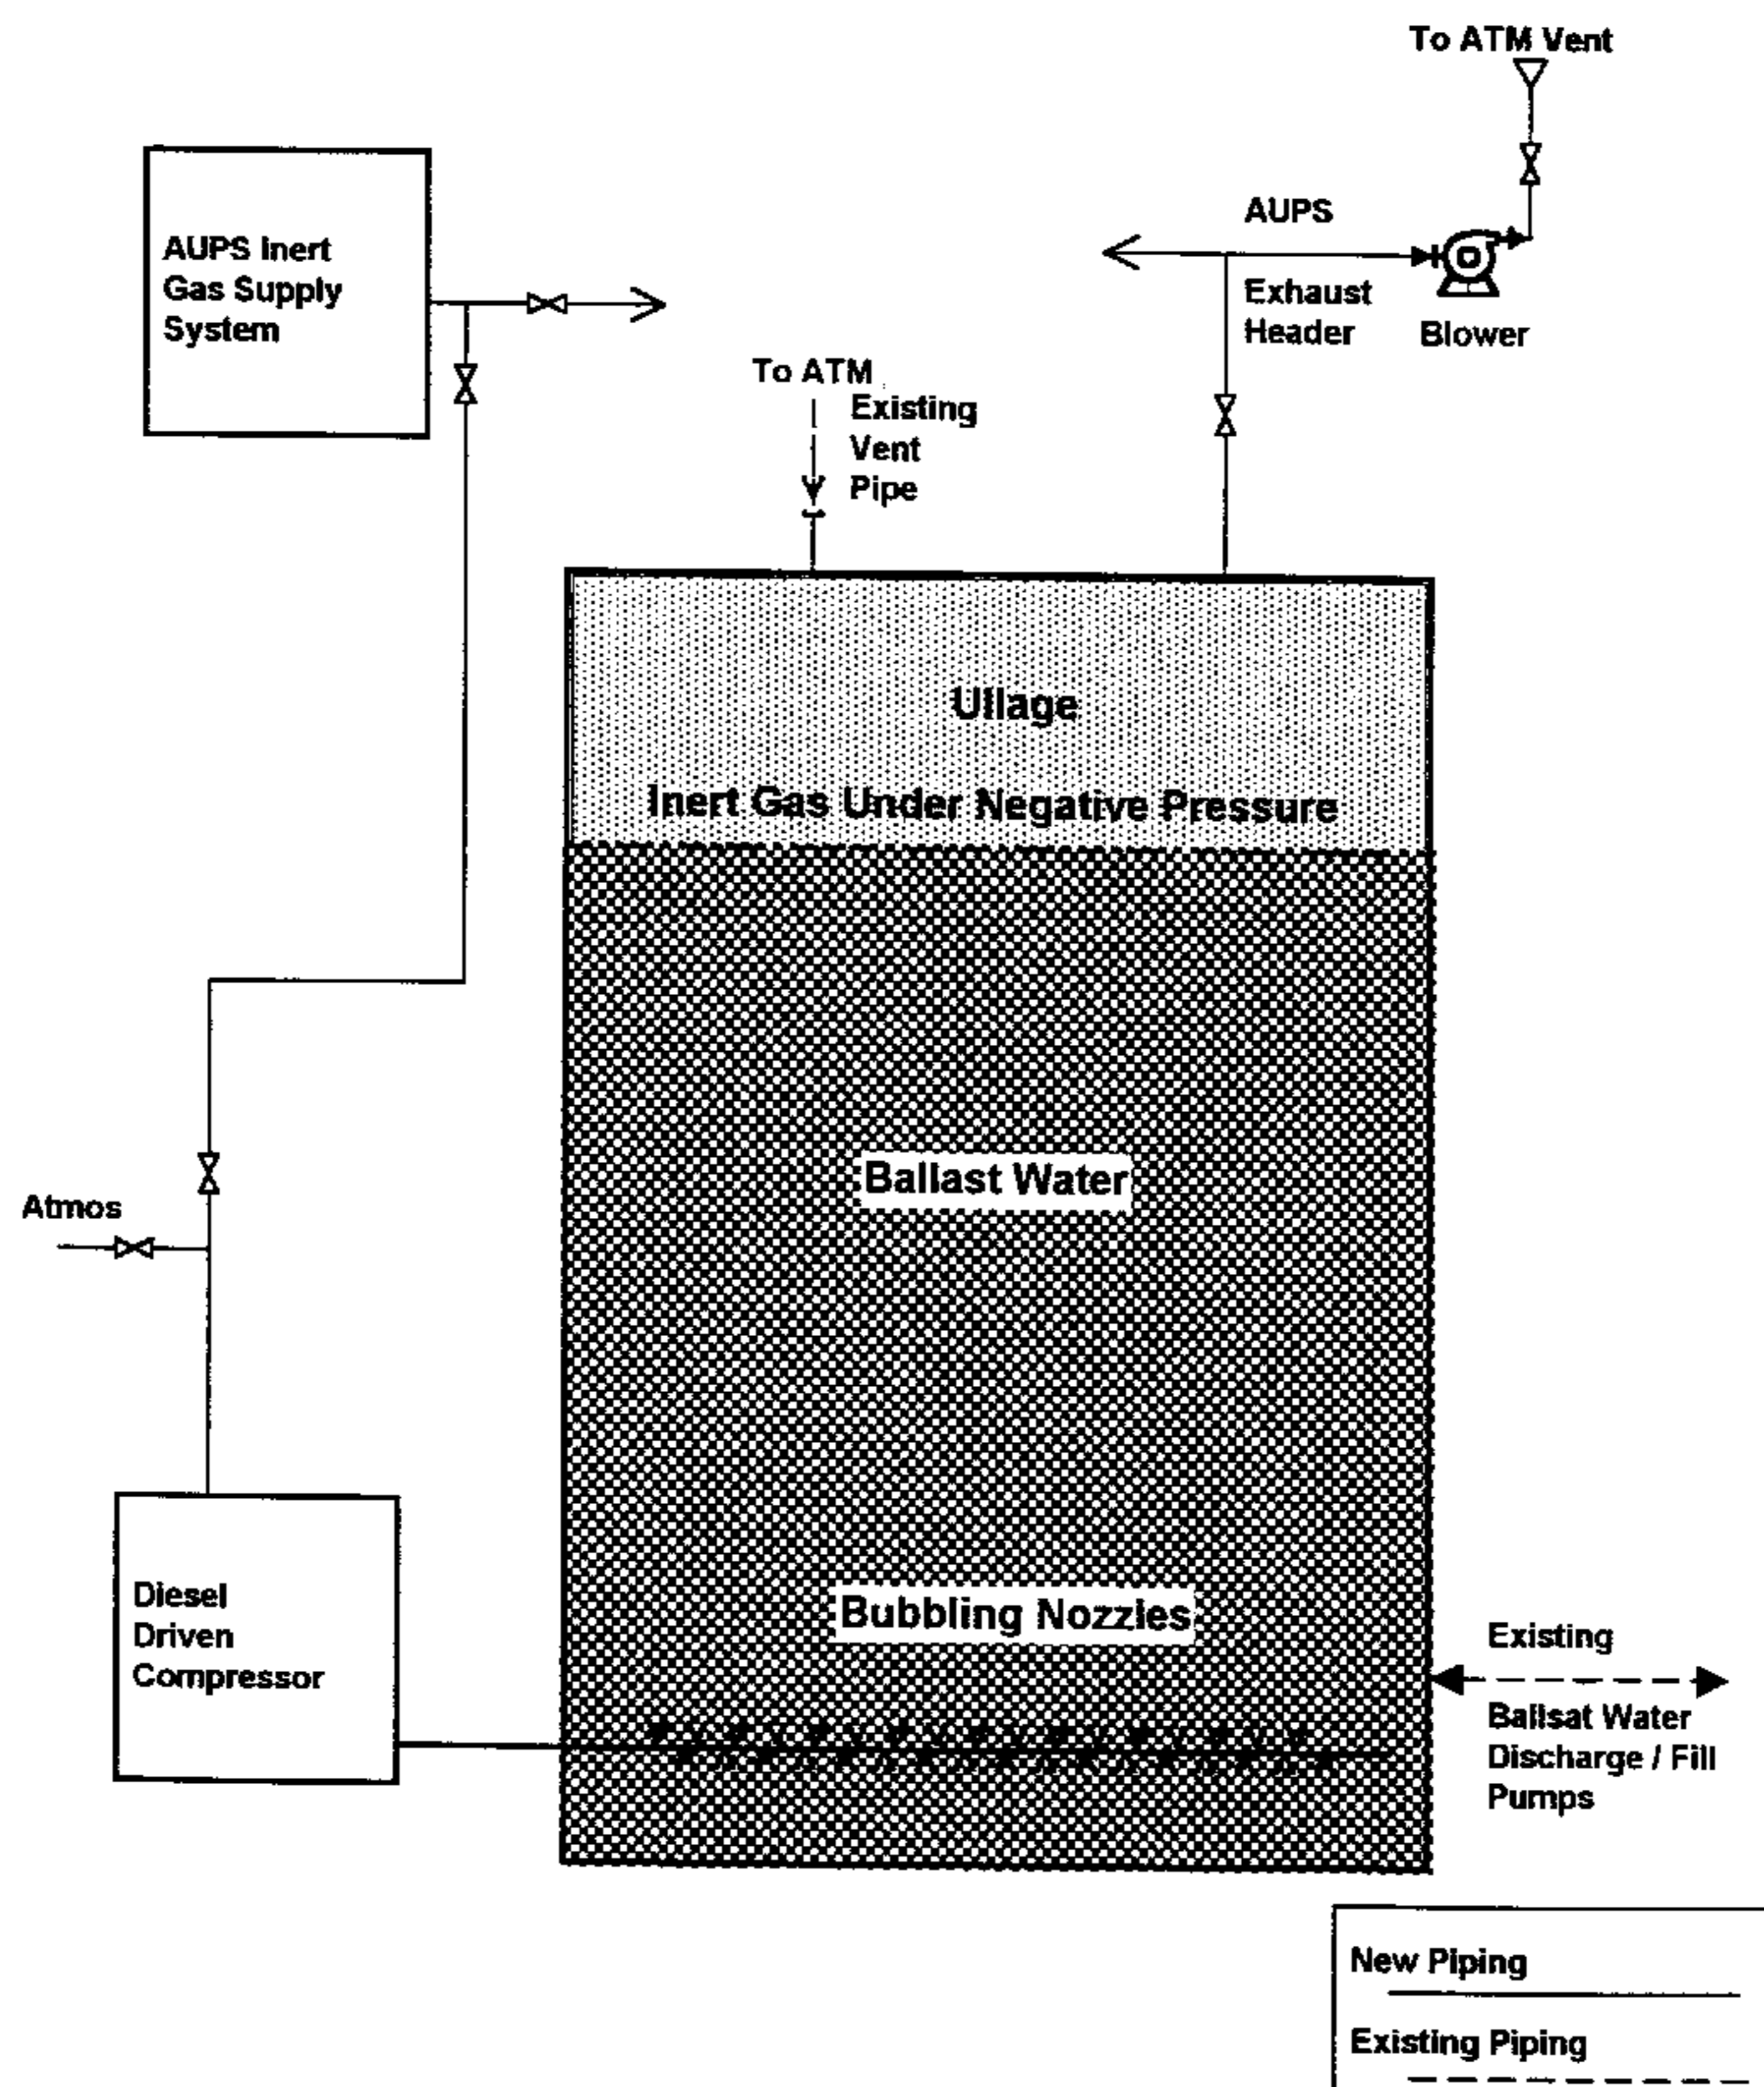 To ATM Vent
AUPS Inert
Gas Supply
System
AUPS
Exhaust
Header
Blower
To ATM
Existing
Vent
Pipe
Ullage
Inert Gas Under Negative Pressure
Ballast Water
Atmos
Diesel
Driven
Compressor
Bubbling Nozzles
Existing
Ballsat Water
Discharge / Fill
Pumps
New Piping
Existing Piping